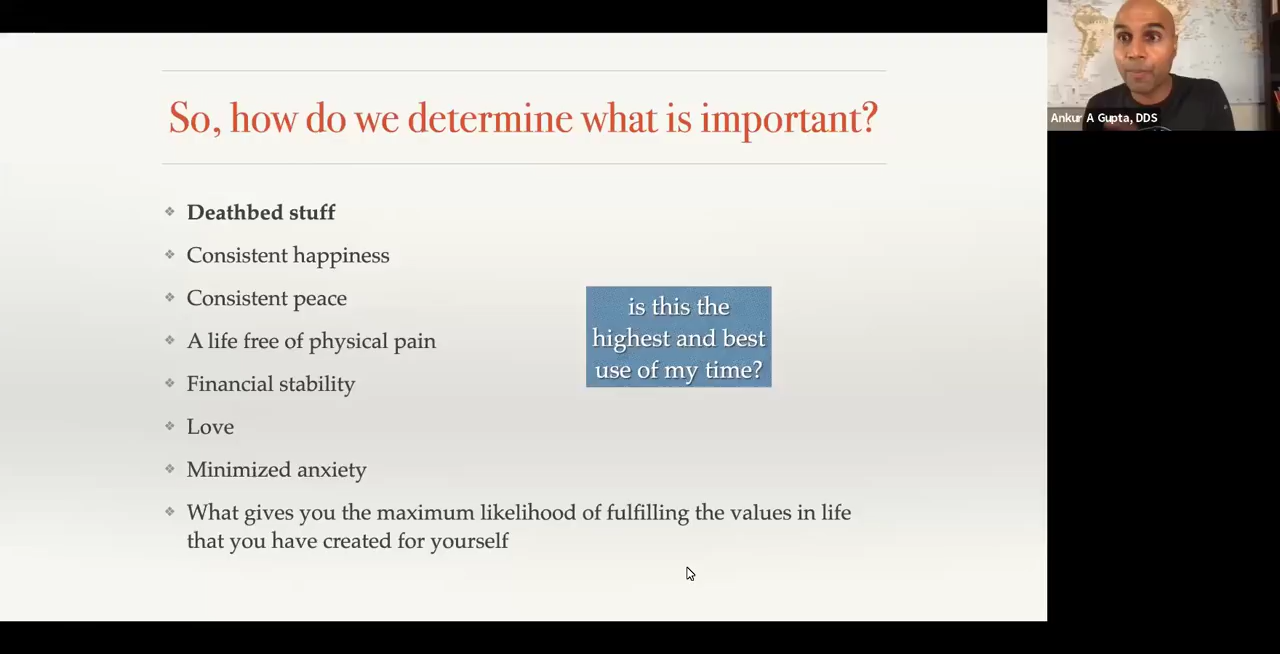 So, how do we determine what is important?
Deathbed stuff
Consistent happiness
Consistent peace
A life free of physical pain
Financial stability
Love
Minimized anxiety
What gives you the maximum likelihood of fulfilling the values in life
that you have created for yourself
is this the
highest and best
use of my time?
Ankur A Gupta, DDS